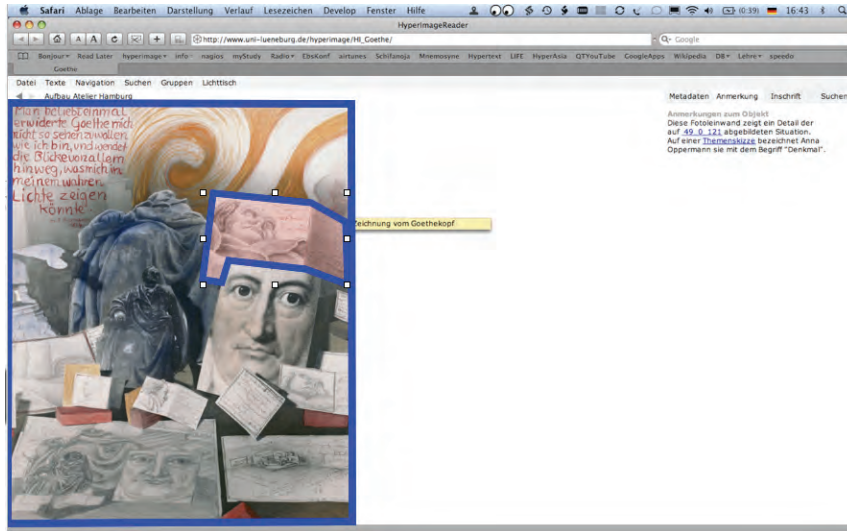 Safari Ablage Bearbeiten Darstellung Verlauf Lesezeichen Develop Fenster Hilfe (0:39) 16:43
HyperimageReader
A A http://www.uni-lueneburg.de/hyperimage/HI_Goethe/ Google
Bonjour Read Later hyperimage Info nagios myStudy Radio EbsKonf airtunes Schifanoja Mnemosyne Hypertext LIFE HyperAsia QTYouTube GoogleApps Wikipedia DB Lehre speedo
Goethe
Datei Texte Navigation Suchen Gruppen Lichttisch
Aufbau Atelier Hamburg
Metadaten Anmerkung Inschrift Suchen
Anmerkungen zum Objekt
Diese Fotoleinwand zeigt ein Detail der
auf 49_0_121 abgebildeten Situation.
Auf einer Themenskizze bezeichnet Anna
Oppermann sie mit dem Begriff "Denkmal".
Man beliebt einmal
erwiderte Goethe mich
nicht so sehen zu wollen
wie ich bin, und wendet
die Blicke von allem
hinweg, was mich in
meinem wahren
Lichte zeigen
könnte.
Zeichnung vom Goethekopf